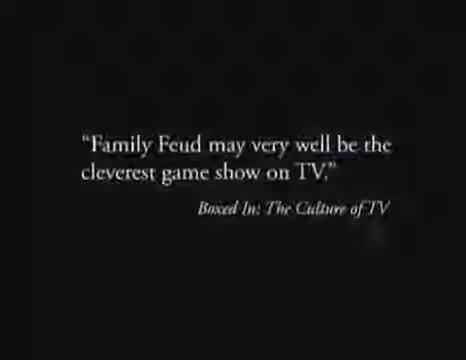 “Family Feud may very well be the
cleverest game show on TV.”
Boxed In: The Culture of TV